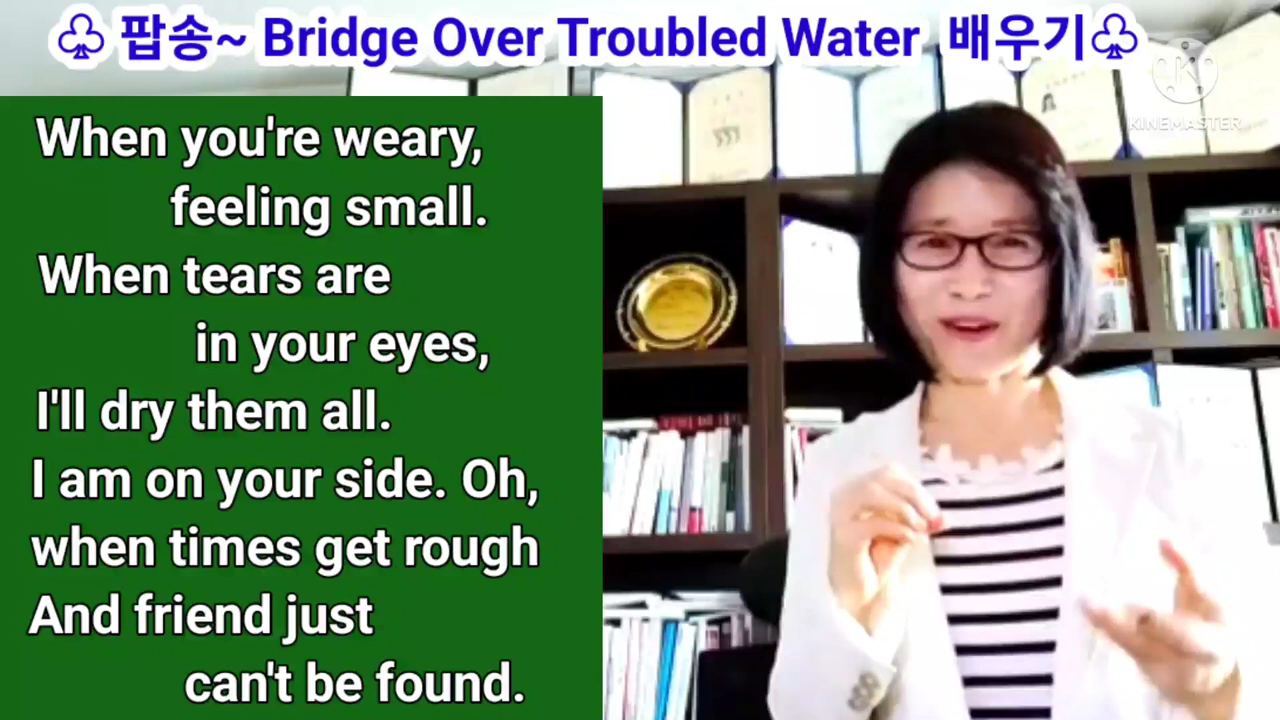 ♧ 팝송~ Bridge Over Troubled Water 배우기♧
KINEMASTER
When you're weary,
feeling small.
When tears are
in your eyes,
I'll dry them all.
I am on your side. Oh,
when times get rough
And friend just
can't be found.